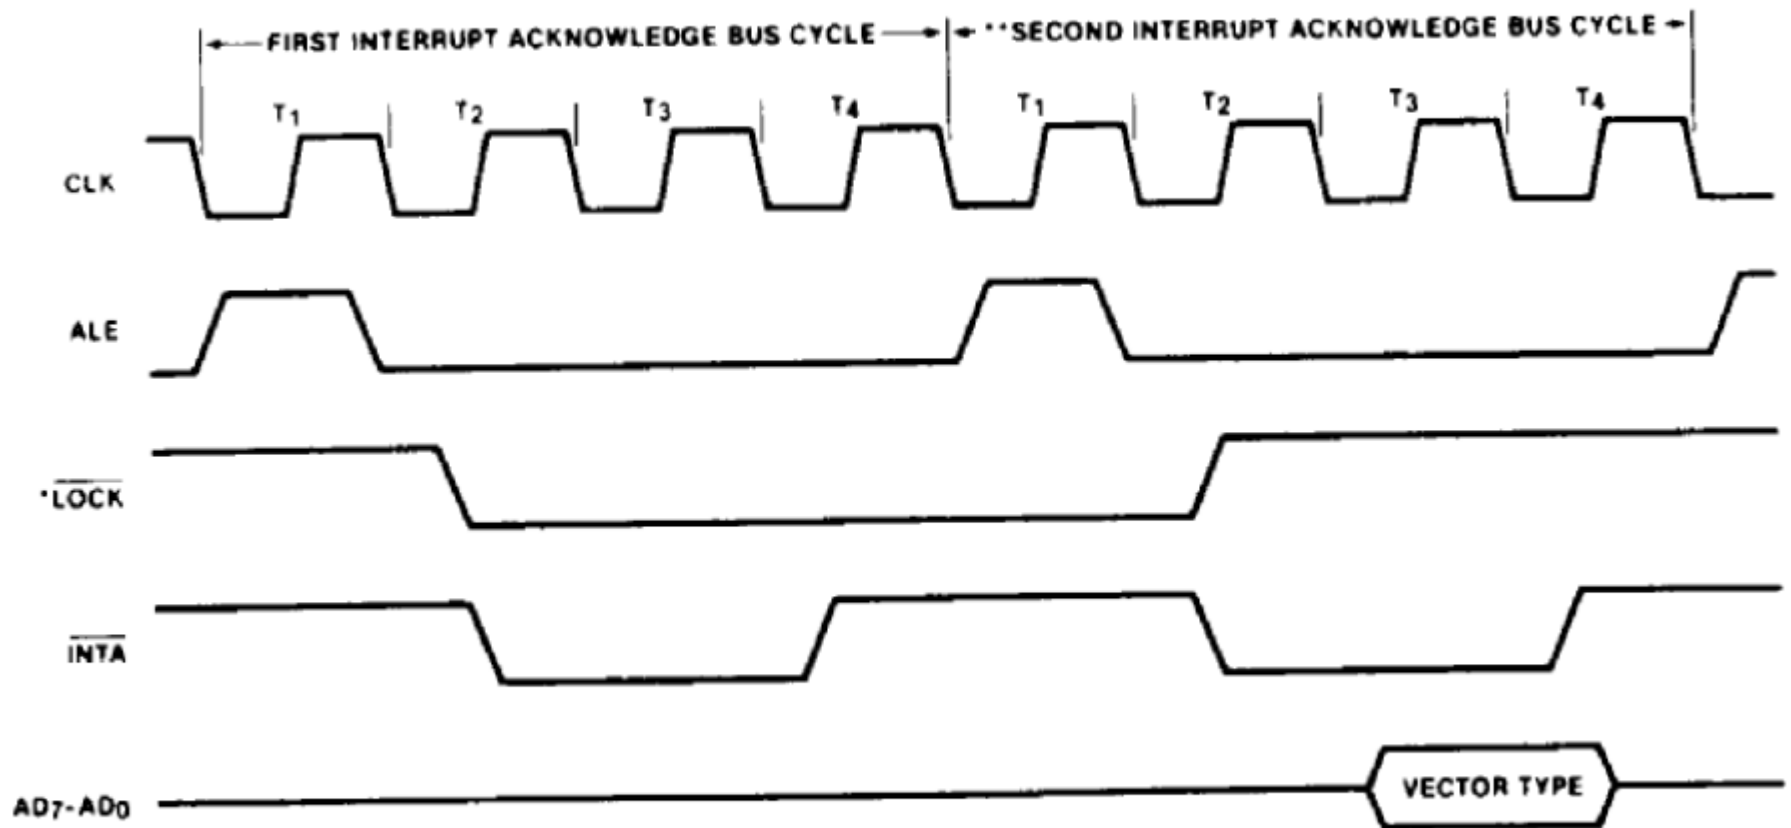 FIRST INTERRUPT ACKNOWLEDGE BUS CYCLE
**SECOND INTERRUPT ACKNOWLEDGE BUS CYCLE
T1 T2 T3 T4 T1 T2 T3 T4
CLK
ALE
*LOCK
INTA
AD7-AD0
VECTOR TYPE